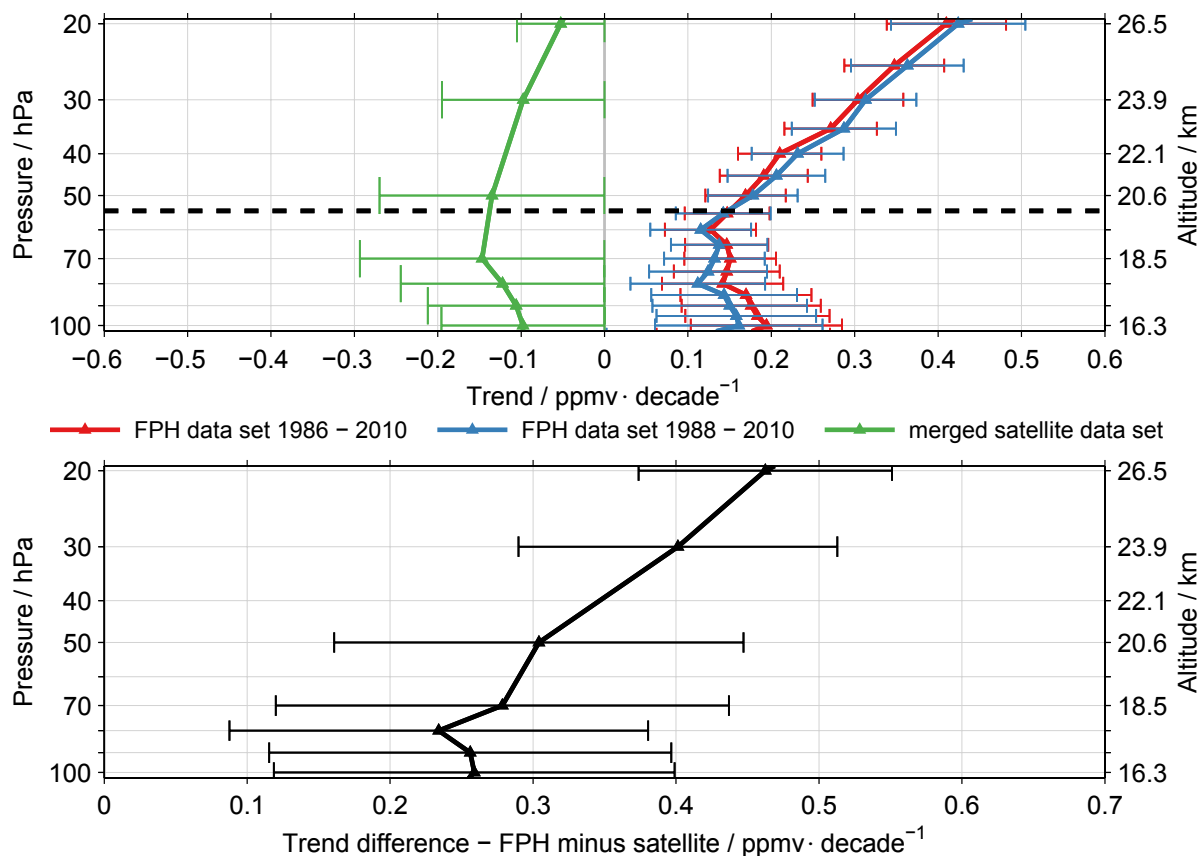 20
30
40
50
70
100
Pressure / hPa
26.5
23.9
22.1
20.6
18.5
16.3
Altitude / km
−0.6 −0.5 −0.4 −0.3 −0.2 −0.1 0 0.1 0.2 0.3 0.4 0.5 0.6
Trend / ppmv · decade⁻¹
FPH data set 1986 − 2010 FPH data set 1988 − 2010 merged satellite data set
20
30
40
50
70
100
Pressure / hPa
26.5
23.9
22.1
20.6
18.5
16.3
Altitude / km
0 0.1 0.2 0.3 0.4 0.5 0.6 0.7
Trend difference − FPH minus satellite / ppmv · decade⁻¹